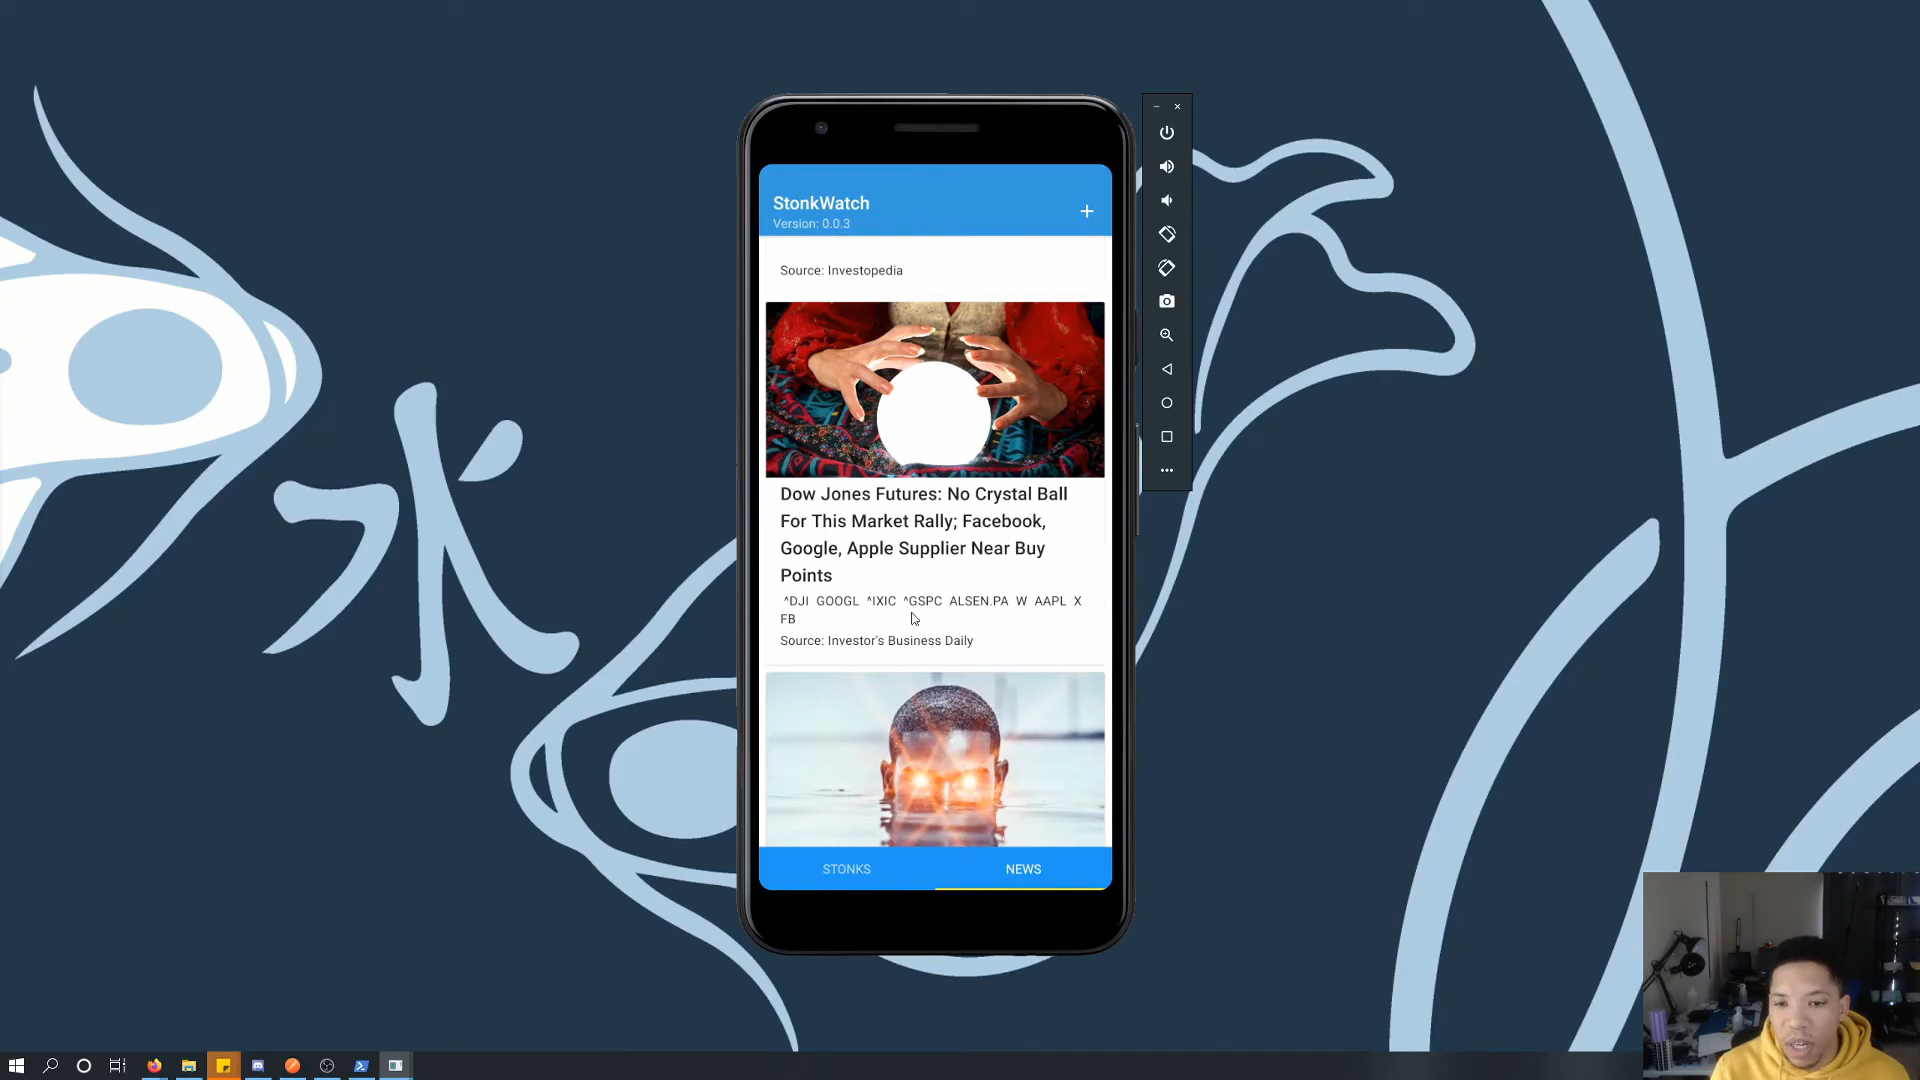 StonkWatch
Version: 0.0.3
Source: Investopedia
Dow Jones Futures: No Crystal Ball
For This Market Rally; Facebook,
Google, Apple Supplier Near Buy
Points
^DJI GOOGL ^IXIC ^GSPC ALSEN.PA W AAPL X
FB
Source: Investor's Business Daily
STONKS
NEWS
水